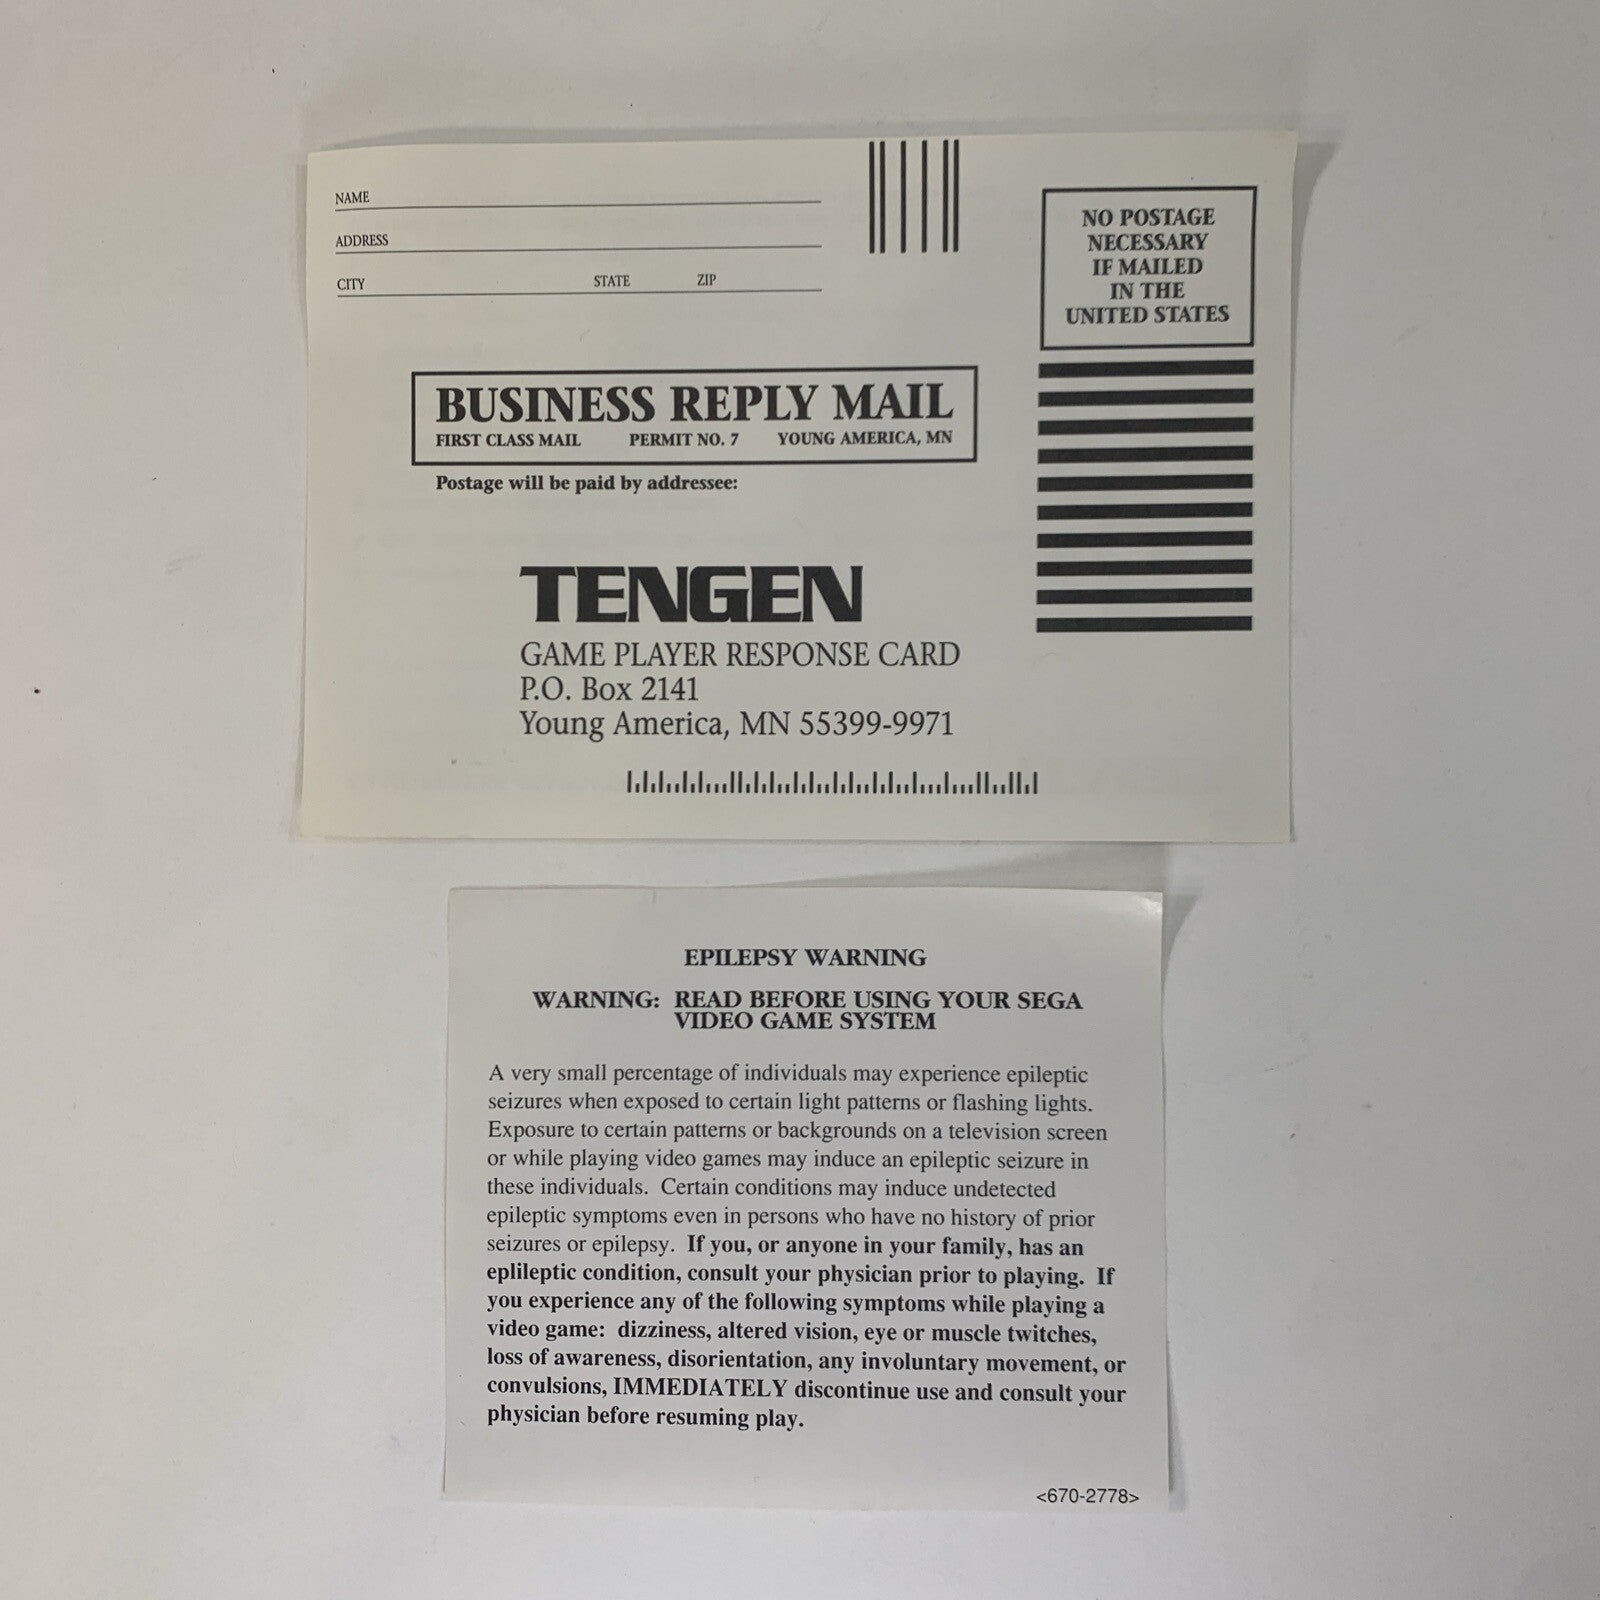 NAME
ADDRESS
CITY STATE ZIP
NO POSTAGE
NECESSARY
IF MAILED
IN THE
UNITED STATES
BUSINESS REPLY MAIL
FIRST CLASS MAIL PERMIT NO. 7 YOUNG AMERICA, MN
Postage will be paid by addressee:
TENGEN
GAME PLAYER RESPONSE CARD
P.O. Box 2141
Young America, MN 55399-9971
EPILEPSY WARNING
WARNING: READ BEFORE USING YOUR SEGA
VIDEO GAME SYSTEM
A very small percentage of individuals may experience epileptic
seizures when exposed to certain light patterns or flashing lights.
Exposure to certain patterns or backgrounds on a television screen
or while playing video games may induce an epileptic seizure in
these individuals. Certain conditions may induce undetected
epileptic symptoms even in persons who have no history of prior
seizures or epilepsy. If you, or anyone in your family, has an
eplileptic condition, consult your physician prior to playing. If
you experience any of the following symptoms while playing a
video game: dizziness, altered vision, eye or muscle twitches,
loss of awareness, disorientation, any involuntary movement, or
convulsions, IMMEDIATELY discontinue use and consult your
physician before resuming play.
<670-2778>